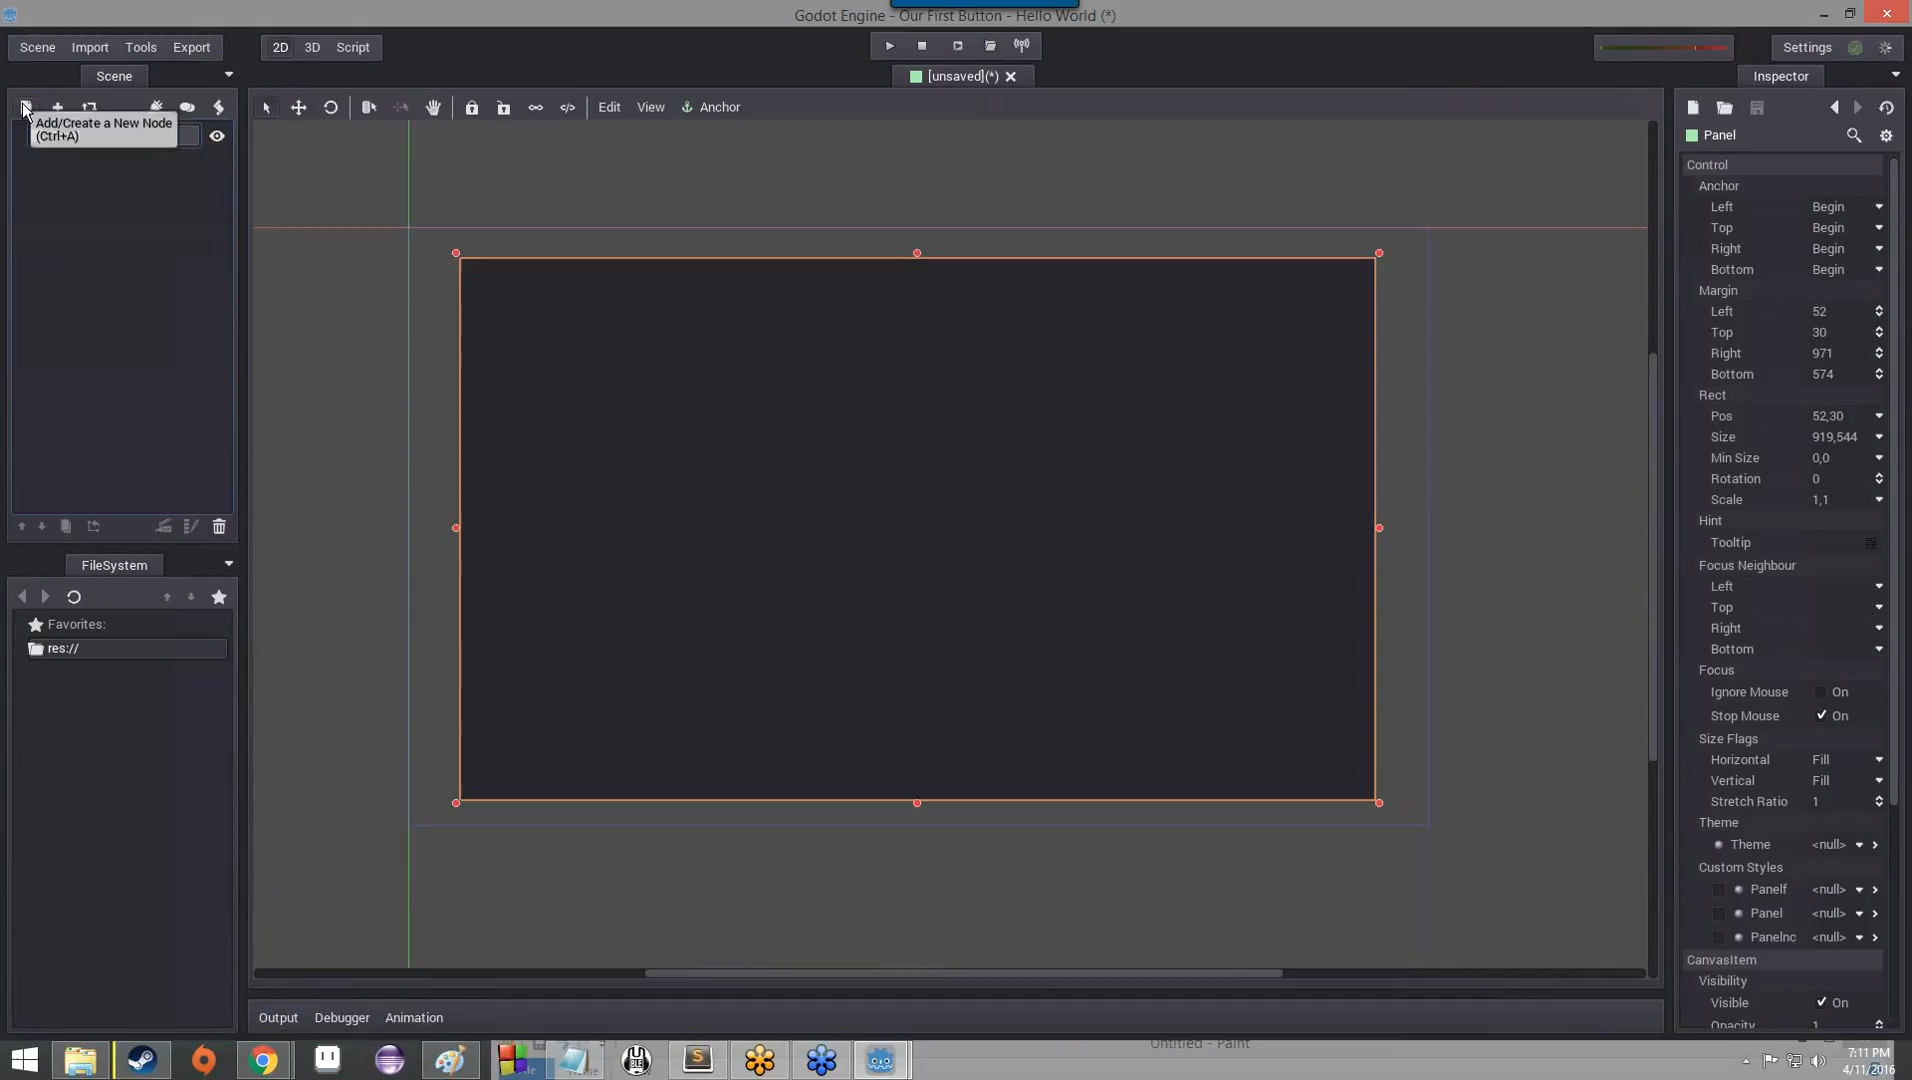 Godot Engine - Our First Button - Hello World (*)
Scene Import Tools Export
2D 3D Script
Settings
Scene
[unsaved](*)
Inspector
Add/Create a New Node
(Ctrl+A)
Edit View Anchor
Panel
Control
Anchor
Left Begin
Top Begin
Right Begin
Bottom Begin
Margin
Left 52
Top 30
Right 971
Bottom 574
Rect
Pos 52,30
Size 919,544
Min Size 0,0
Rotation 0
Scale 1,1
Hint
Tooltip
Focus Neighbour
Left
Top
Right
Bottom
Focus
Ignore Mouse On
Stop Mouse On
Size Flags
Horizontal Fill
Vertical Fill
Stretch Ratio 1
Theme
Theme <null>
Custom Styles
Panelf <null>
Panel <null>
Panelnc <null>
CanvasItem
Visibility
Visible On
Opacity 1
FileSystem
Favorites:
res://
Output Debugger Animation
Untitled - Paint
7:11 PM
4/11/2016